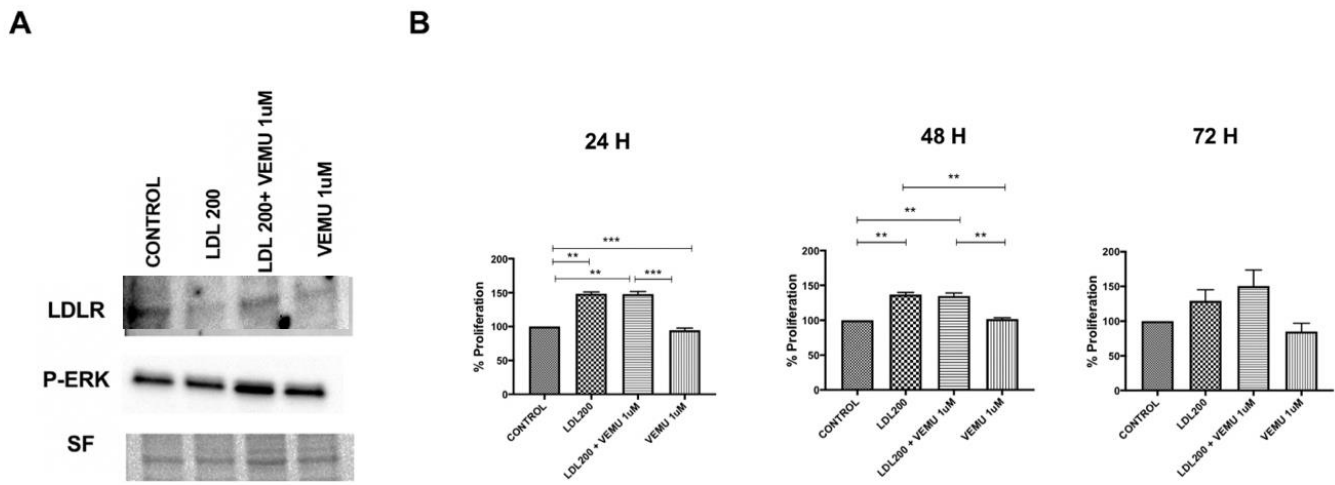 A
CONTROL
LDL 200
LDL 200+ VEMU 1uM
VEMU 1uM
LDLR
P-ERK
SF
B
24 H
***
**
**
***
% Proliferation
200
150
100
50
0
CONTROL
LDL200
LDL200 + VEMU 1uM
VEMU 1uM
48 H
**
**
**
**
% Proliferation
200
150
100
50
0
CONTROL
LDL200
LDL200 + VEMU 1uM
VEMU 1uM
72 H
% Proliferation
200
150
100
50
0
CONTROL
LDL200
LDL200 + VEMU 1uM
VEMU 1uM